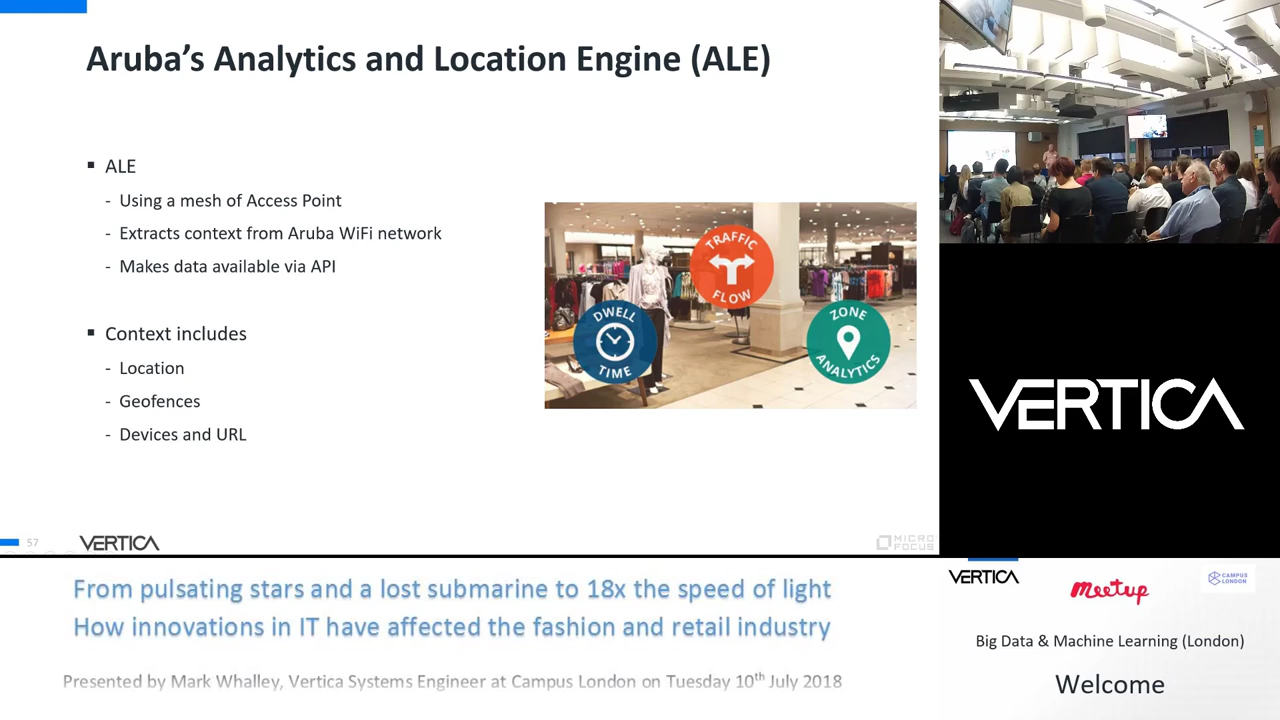 Aruba’s Analytics and Location Engine (ALE)
▪ ALE
- Using a mesh of Access Point
- Extracts context from Aruba WiFi network
- Makes data available via API
▪ Context includes
- Location
- Geofences
- Devices and URL
TRAFFIC
FLOW
DWELL
TIME
ZONE
ANALYTICS
57
VERTICA
MICRO
FOCUS
VERTICA
From pulsating stars and a lost submarine to 18x the speed of light
How innovations in IT have affected the fashion and retail industry
Presented by Mark Whalley, Vertica Systems Engineer at Campus London on Tuesday 10th July 2018
VERTICA
meetup
CAMPUS
LONDON
Big Data & Machine Learning (London)
Welcome